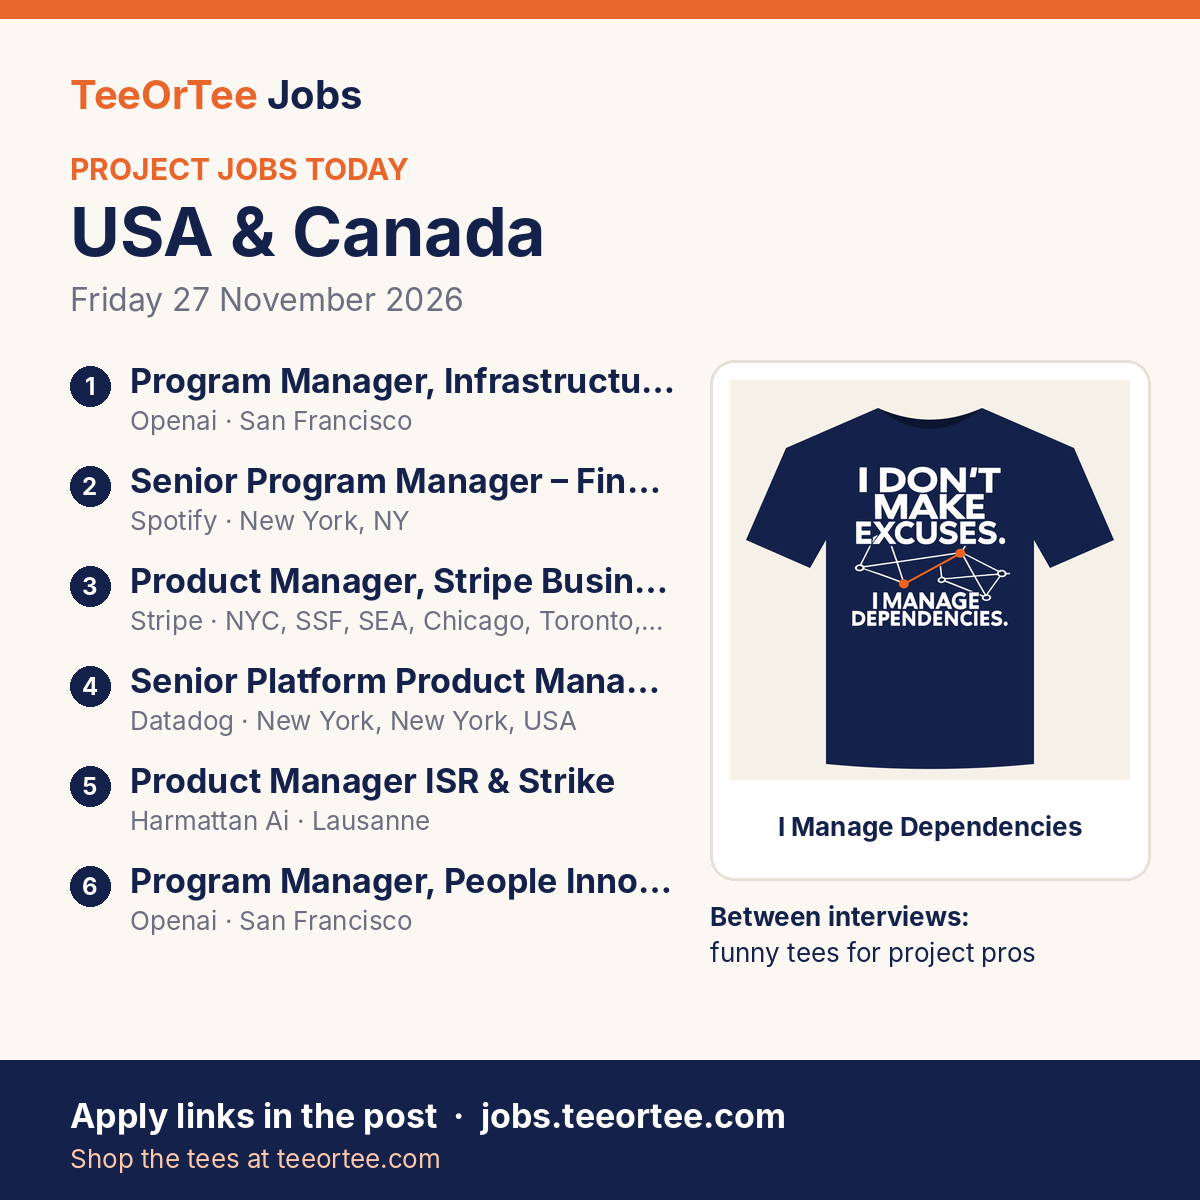 TeeOrTee Jobs
PROJECT JOBS TODAY
USA & Canada
Friday 27 November 2026
1 Program Manager, Infrastructu...
Openai · San Francisco
2 Senior Program Manager – Fin...
Spotify · New York, NY
3 Product Manager, Stripe Busin...
Stripe · NYC, SSF, SEA, Chicago, Toronto,...
4 Senior Platform Product Mana...
Datadog · New York, New York, USA
5 Product Manager ISR & Strike
Harmattan Ai · Lausanne
6 Program Manager, People Inno...
Openai · San Francisco
I DON'T
MAKE
EXCUSES.
I MANAGE
DEPENDENCIES.
I Manage Dependencies
Between interviews:
funny tees for project pros
Apply links in the post · jobs.teeortee.com
Shop the tees at teeortee.com